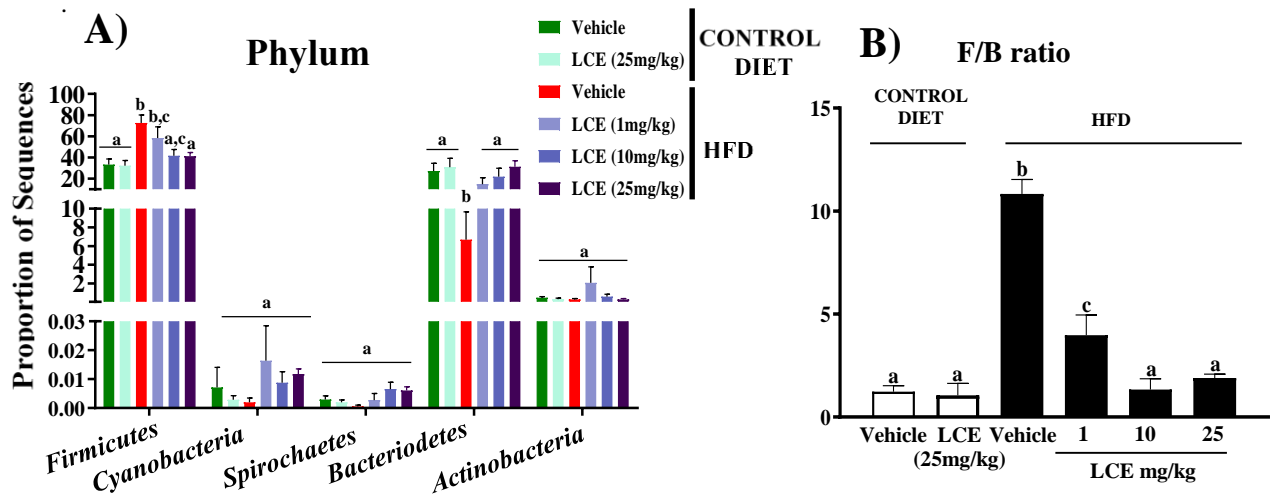 A)
Phylum
Proportion of Sequences
100
80
60
40
20
10
8
6
4
2
0.03
0.02
0.01
0.00
a
b
b,c
a,c
a
a
a
a
b
a
a
Firmicutes
Cyanobacteria
Spirochaetes
Bacteriodetes
Actinobacteria
Vehicle
LCE (25mg/kg)
Vehicle
LCE (1mg/kg)
LCE (10mg/kg)
LCE (25mg/kg)
CONTROL
DIET
HFD
B)
F/B ratio
CONTROL
DIET
HFD
15
10
5
0
a
a
b
c
a
a
Vehicle
LCE
(25mg/kg)
Vehicle
1
10
25
LCE mg/kg